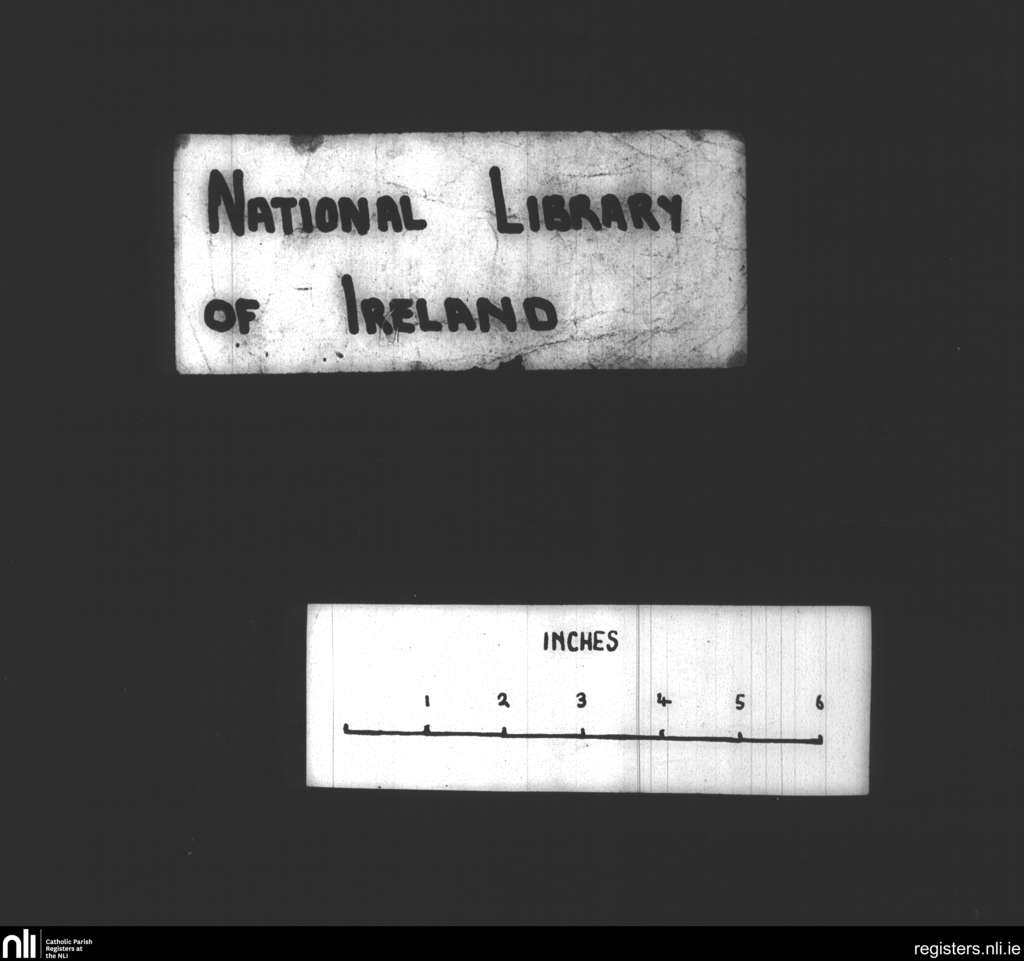 NATIONAL LIBRARY
OF IRELAND
INCHES
1 2 3 4 5 6
nli Catholic Parish
Registers at
the NLI
registers.nli.ie